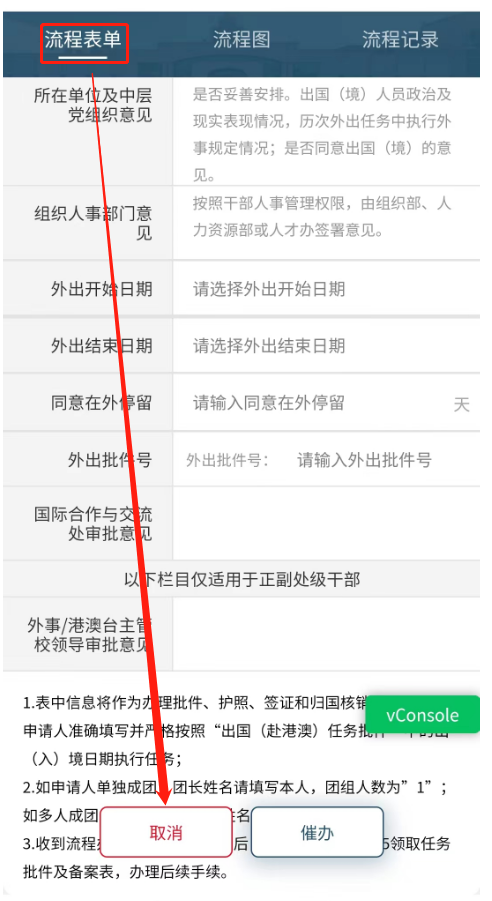 流程表单 流程图 流程记录
所在单位及中层
党组织意见
是否妥善安排。出国（境）人员政治及
现实表现情况，历次外出任务中执行外
事规定情况；是否同意出国（境）的意
见。
组织人事部门意
见
按照干部人事管理权限，由组织部、人
力资源部或人才办签署意见。
外出开始日期 请选择外出开始日期
外出结束日期 请选择外出结束日期
同意在外停留 请输入同意在外停留 天
外出批件号 外出批件号： 请输入外出批件号
国际合作与交流
处审批意见
以下栏目仅适用于正副处级干部
外事/港澳台主管
校领导审批意见
1.表中信息将作为办理批件、护照、签证和归国核销
vConsole
申请人准确填写并严格按照“出国（赴港澳）任务批件”
（入）境日期执行任务；
2.如申请人单独成团，团长姓名请填写本人，团组人数为”1”；
如多人成团 名
取消 催办
3.收到流程 后 5领取任务
批件及备案表，办理后续手续。